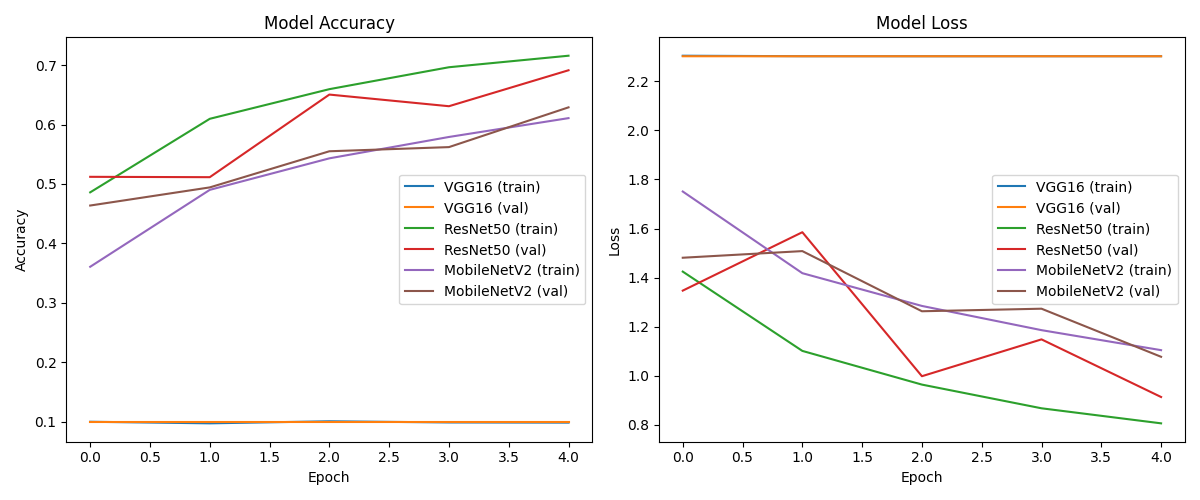 Model Accuracy
Accuracy
0.7
0.6
0.5
0.4
0.3
0.2
0.1
0.0 0.5 1.0 1.5 2.0 2.5 3.0 3.5 4.0
Epoch
VGG16 (train)
VGG16 (val)
ResNet50 (train)
ResNet50 (val)
MobileNetV2 (train)
MobileNetV2 (val)
Model Loss
Loss
2.2
2.0
1.8
1.6
1.4
1.2
1.0
0.8
0.0 0.5 1.0 1.5 2.0 2.5 3.0 3.5 4.0
Epoch
VGG16 (train)
VGG16 (val)
ResNet50 (train)
ResNet50 (val)
MobileNetV2 (train)
MobileNetV2 (val)